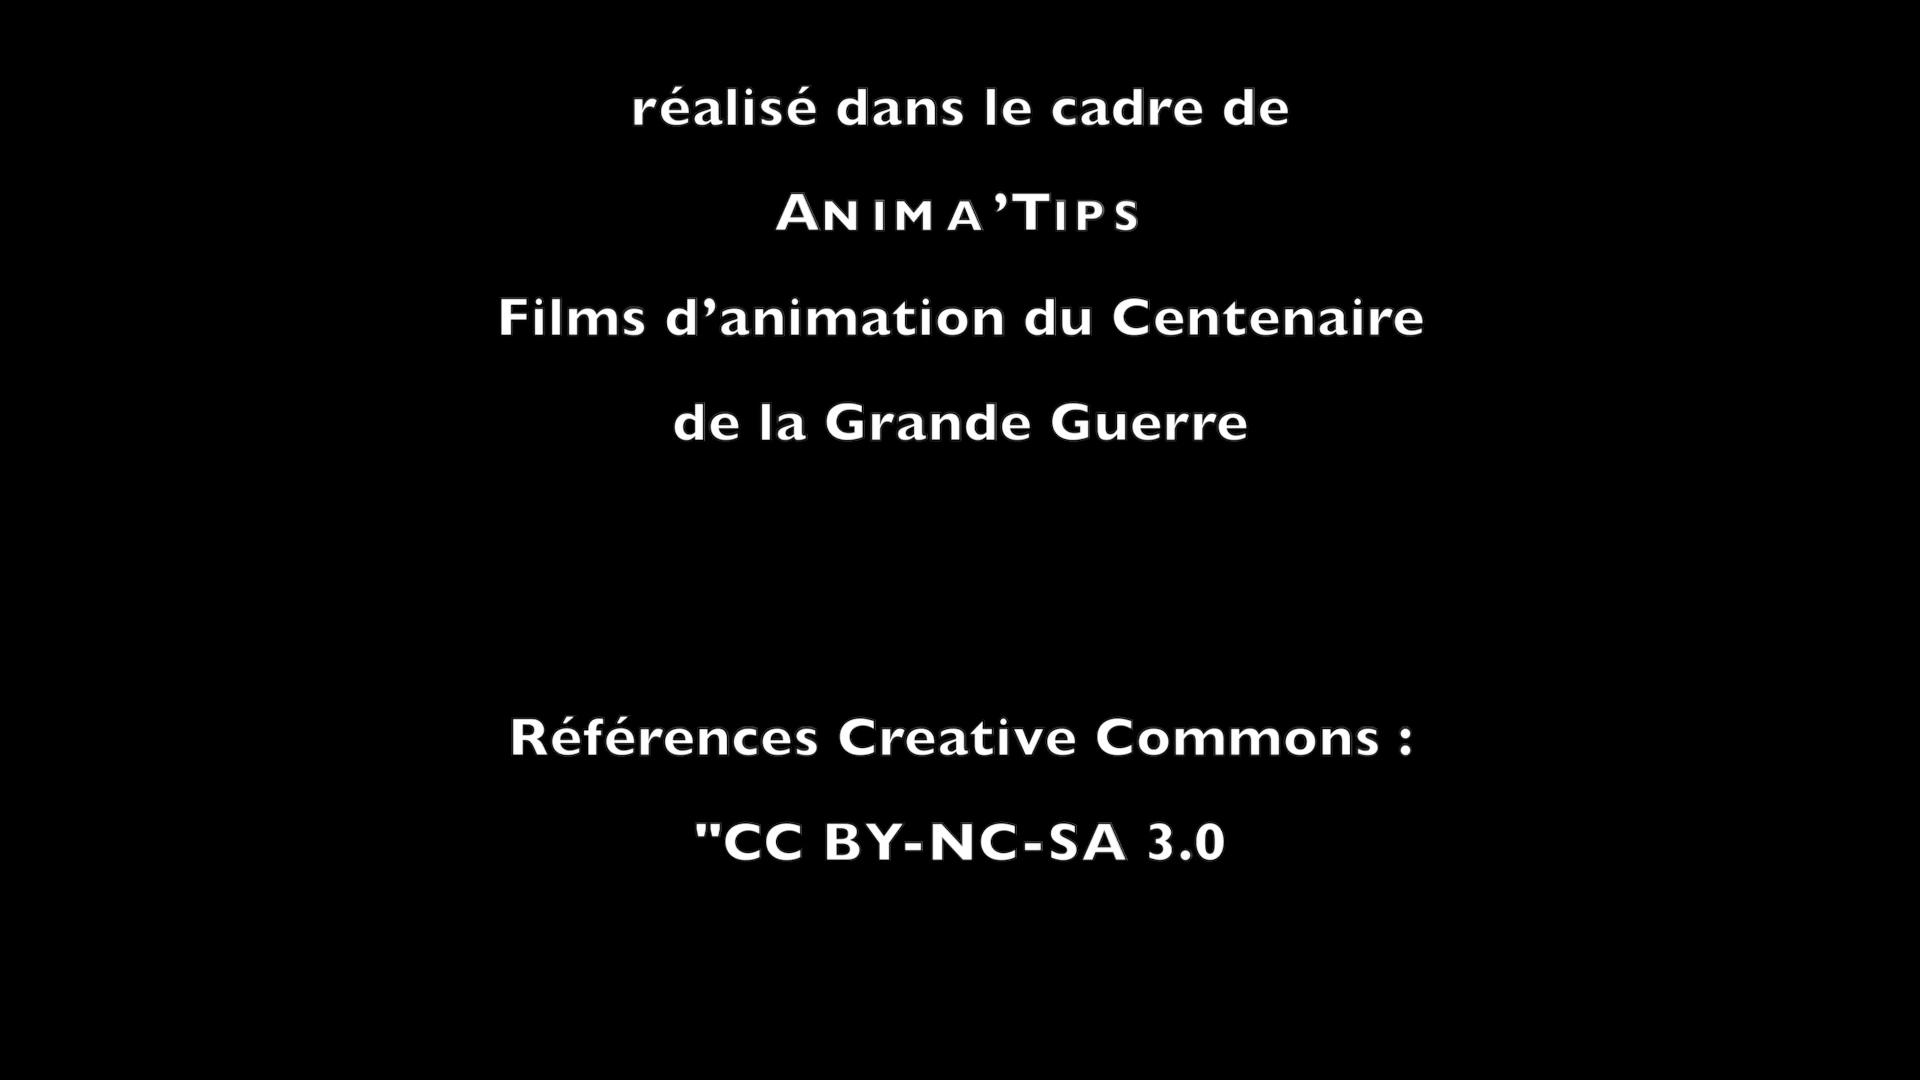 réalisé dans le cadre de
ANIMA’TIPS
Films d’animation du Centenaire
de la Grande Guerre
Références Creative Commons :
"CC BY-NC-SA 3.0